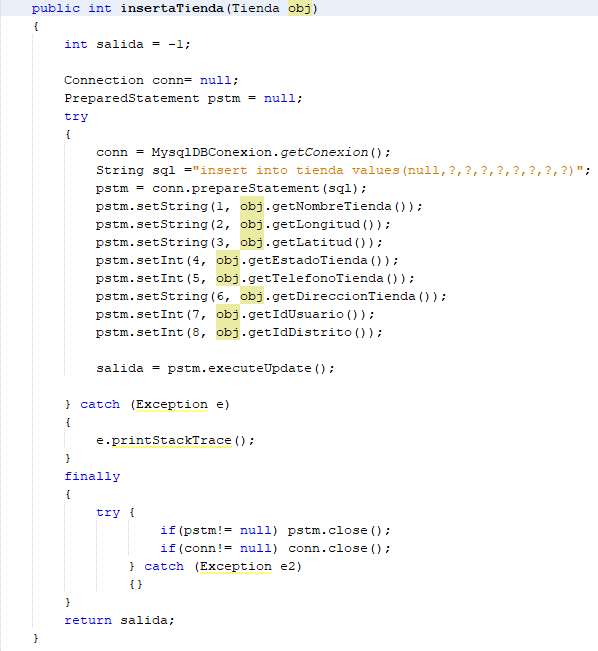 public int insertaTienda(Tienda obj)
{
int salida = -1;
Connection conn= null;
PreparedStatement pstm = null;
try
{
conn = MysqlDBConexion.getConexion();
String sql ="insert into tienda values(null,?,?,?,?,?,?,?,?)";
pstm = conn.prepareStatement(sql);
pstm.setString(1, obj.getNombreTienda());
pstm.setString(2, obj.getLongitud());
pstm.setString(3, obj.getLatitud());
pstm.setInt(4, obj.getEstadoTienda());
pstm.setInt(5, obj.getTelefonoTienda());
pstm.setString(6, obj.getDireccionTienda());
pstm.setInt(7, obj.getIdUsuario());
pstm.setInt(8, obj.getIdDistrito());
salida = pstm.executeUpdate();
} catch (Exception e)
{
e.printStackTrace();
}
finally
{
try {
if(pstm!= null) pstm.close();
if(conn!= null) conn.close();
} catch (Exception e2)
{}
}
return salida;
}